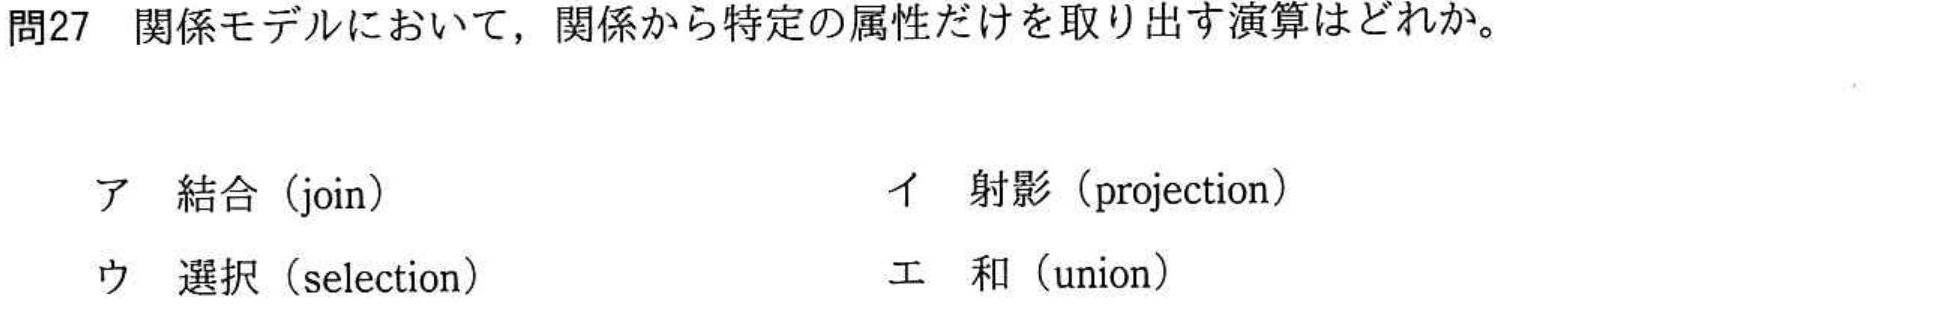 問27　関係モデルにおいて，関係から特定の属性だけを取り出す演算はどれか。
ア　結合（join）　イ　射影（projection）
ウ　選択（selection）　エ　和（union）